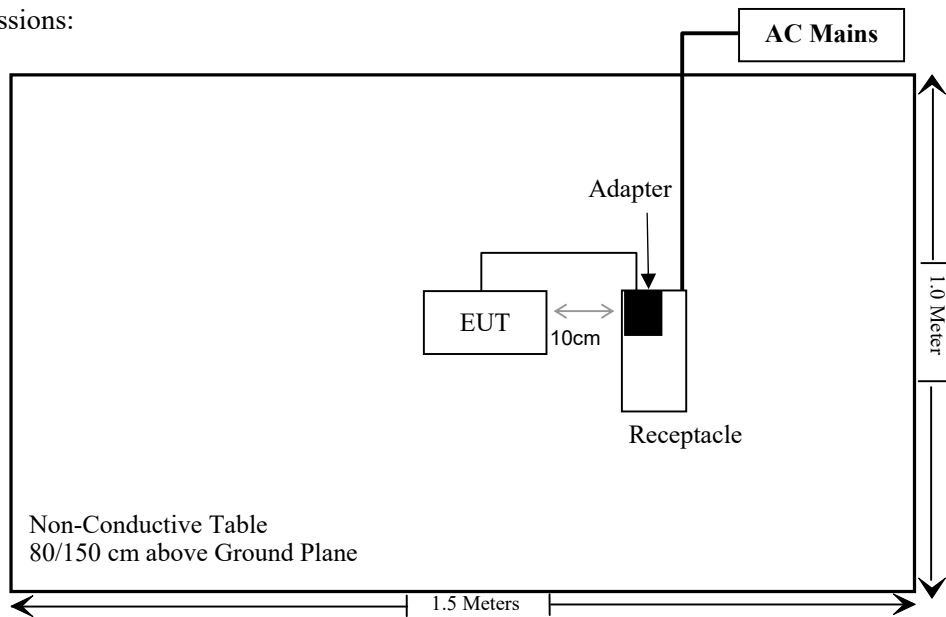 ssions:
AC Mains
Adapter
EUT
10cm
1.0 Meter
Receptacle
Non-Conductive Table
80/150 cm above Ground Plane
1.5 Meters